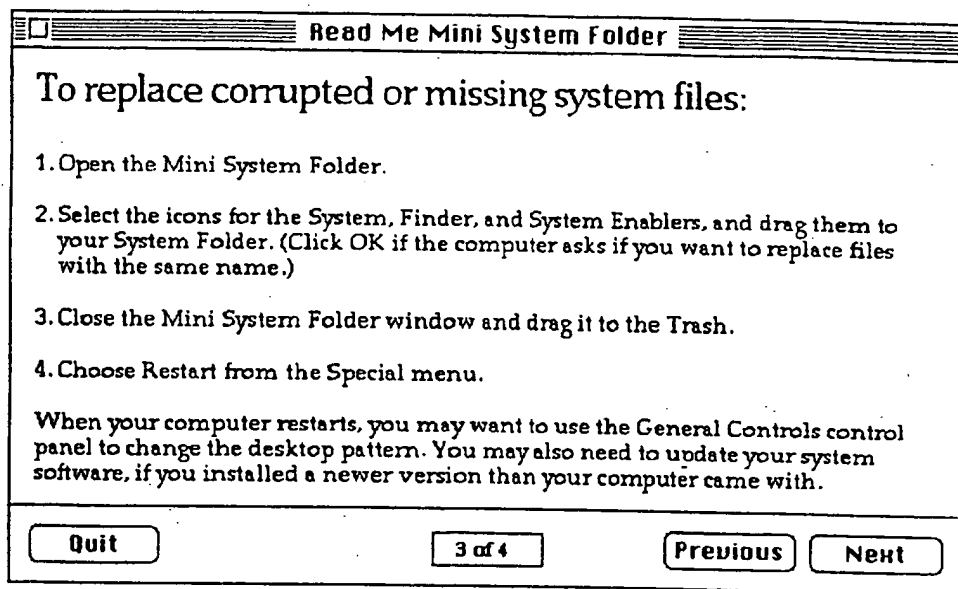 Read Me Mini System Folder
To replace corrupted or missing system files:
1. Open the Mini System Folder.
2. Select the icons for the System, Finder, and System Enablers, and drag them to
your System Folder. (Click OK if the computer asks if you want to replace files
with the same name.)
3. Close the Mini System Folder window and drag it to the Trash.
4. Choose Restart from the Special menu.
When your computer restarts, you may want to use the General Controls control
panel to change the desktop pattern. You may also need to update your system
software, if you installed a newer version than your computer came with.
Quit
3 of 4
Previous
Next